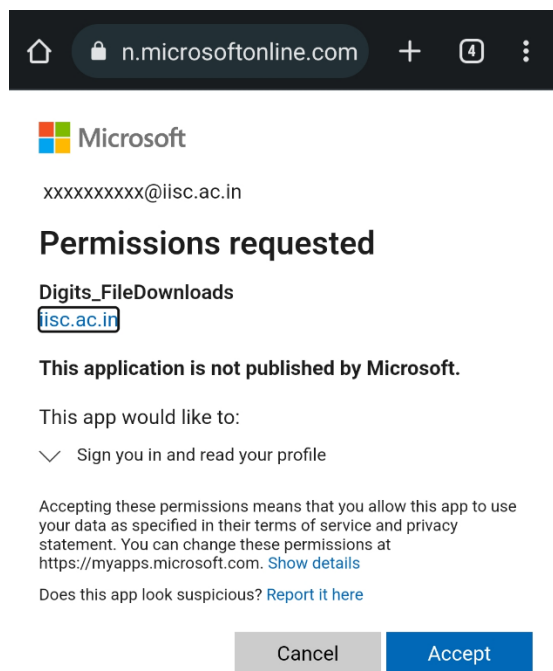 n.microsoftonline.com
4
Microsoft
xxxxxxxxxx@iisc.ac.in
Permissions requested
Digits_FileDownloads
iisc.ac.in
This application is not published by Microsoft.
This app would like to:
Sign you in and read your profile
Accepting these permissions means that you allow this app to use
your data as specified in their terms of service and privacy
statement. You can change these permissions at
https://myapps.microsoft.com. Show details
Does this app look suspicious? Report it here
Cancel Accept